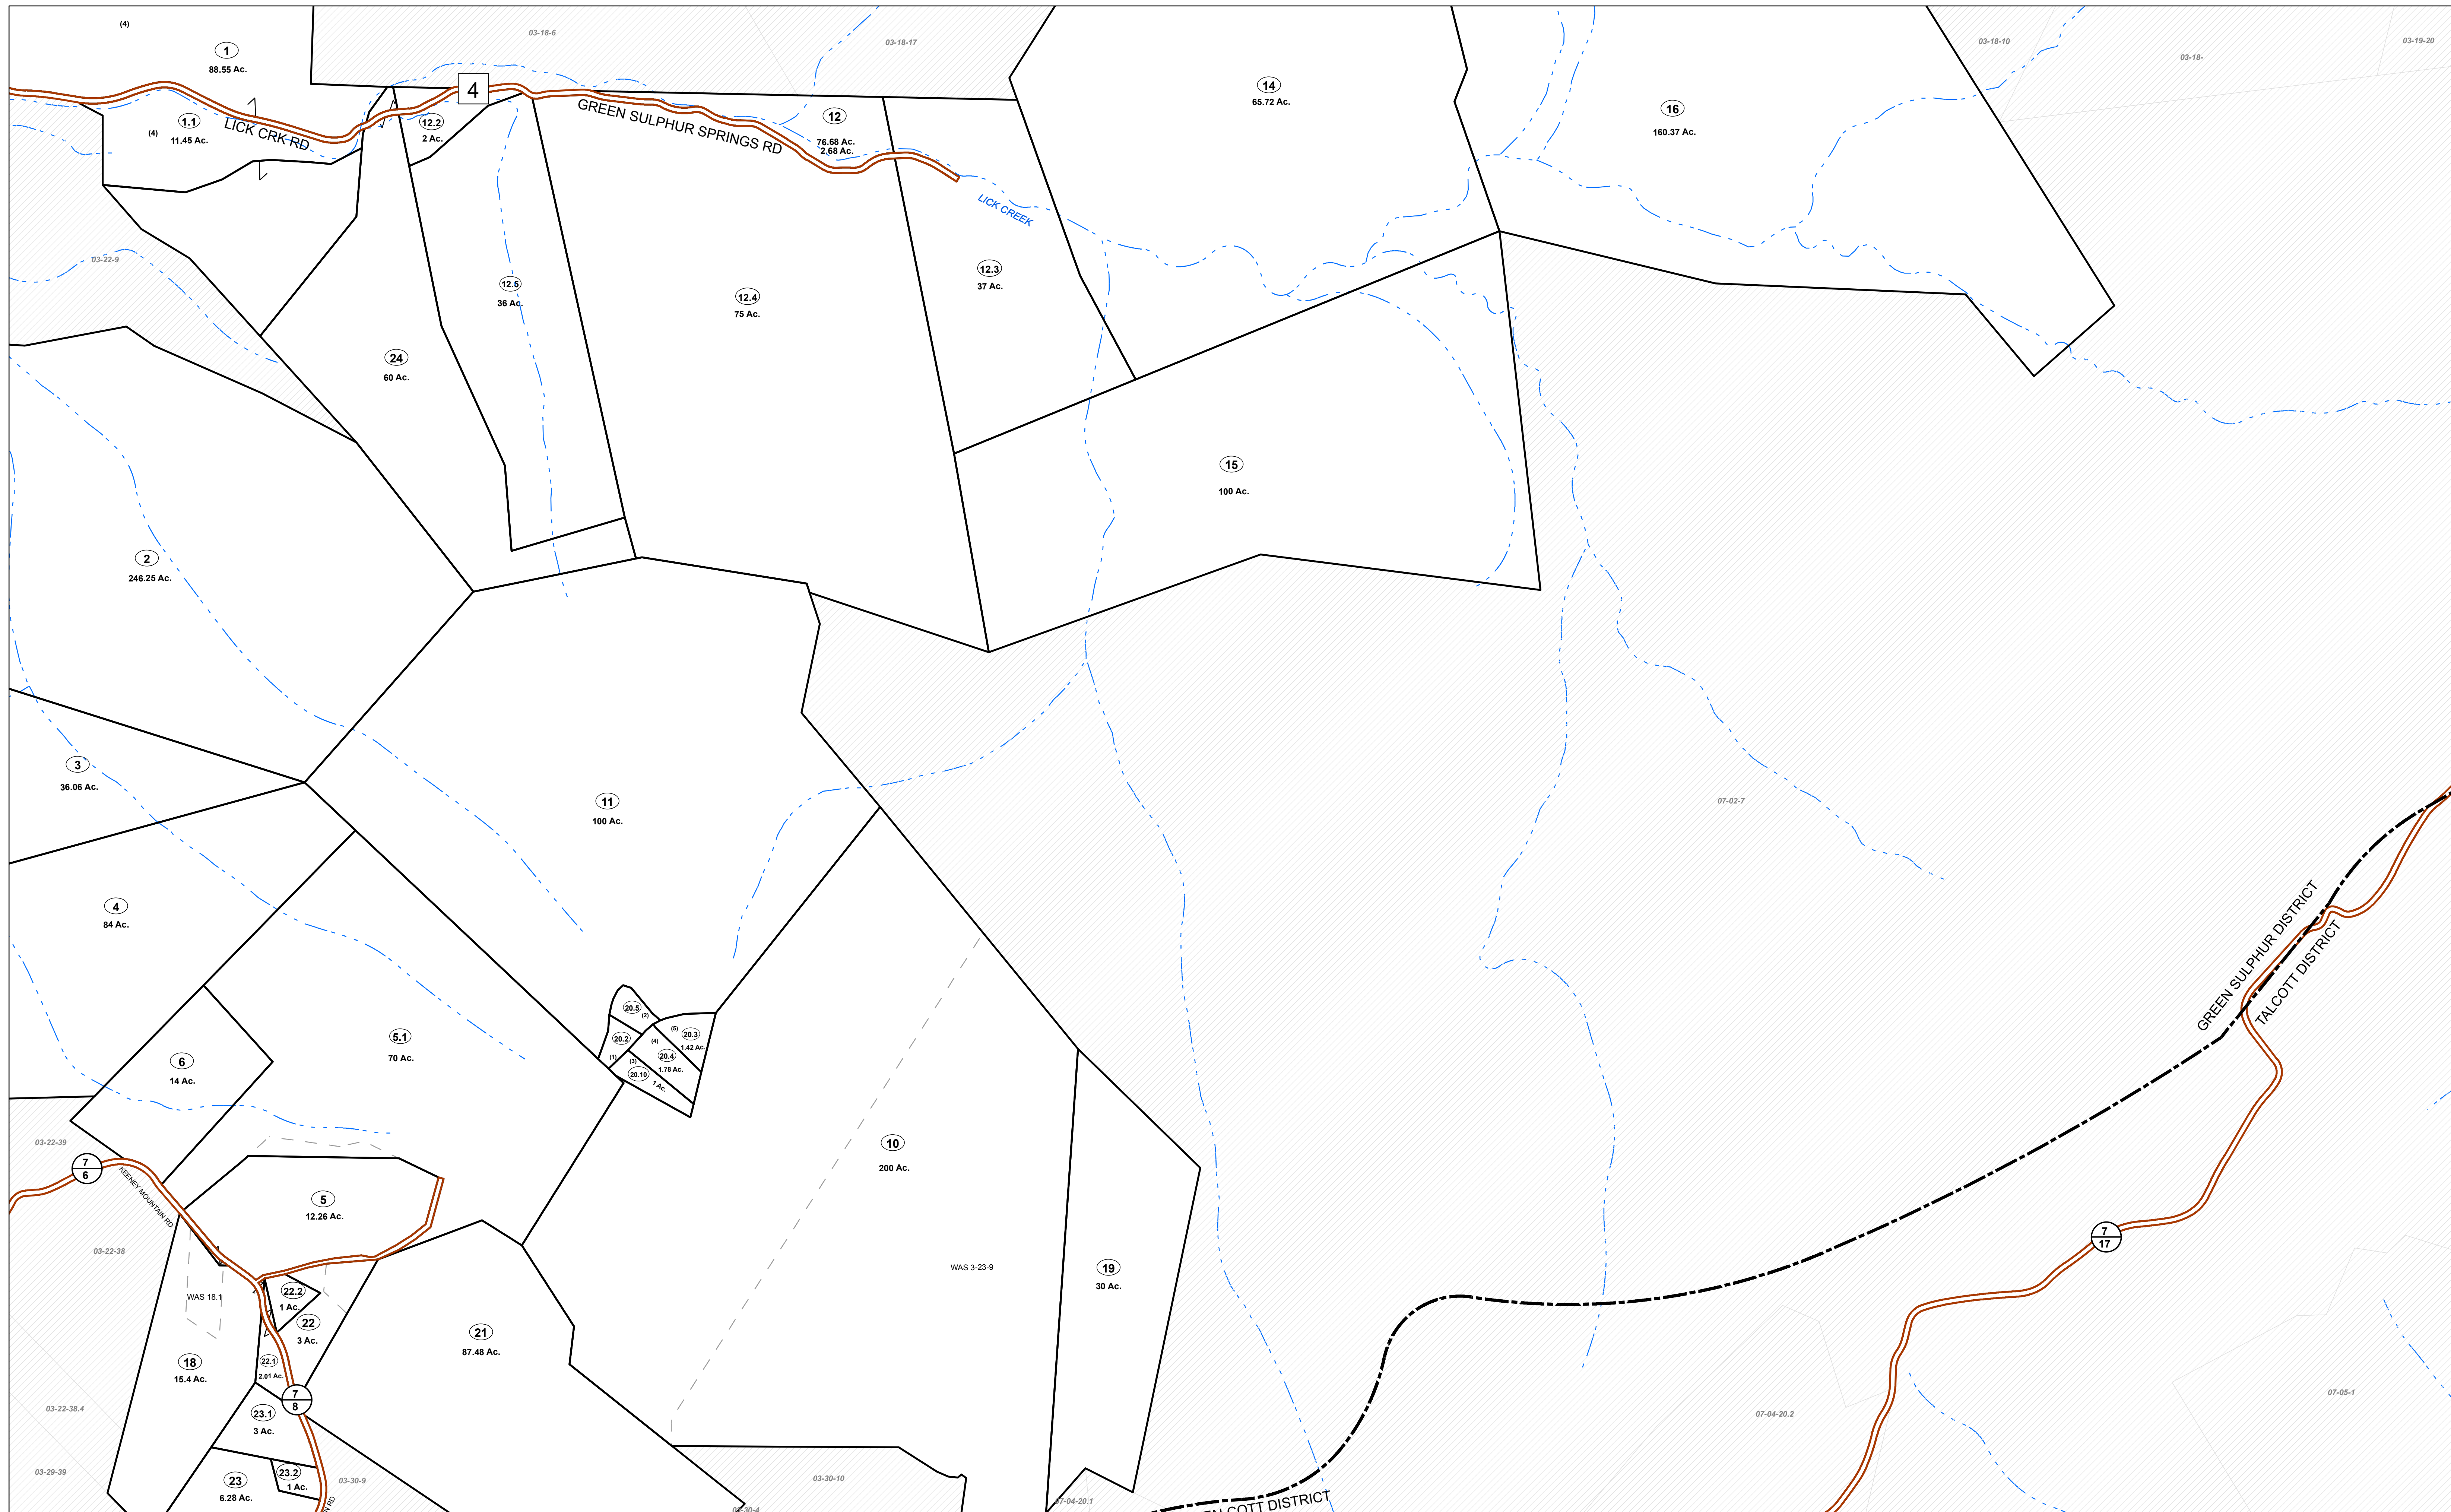 (4)
1
88.55 Ac.
03-18-6
03-18-17
14
65.72 Ac.
16
160.37 Ac.
03-18-10
03-18-
03-19-20
4
1.1
(4)
11.45 Ac.
LICK CRK RD
12.2
2 Ac.
GREEN SULPHUR SPRINGS RD
12
76.68 Ac.
2.68 Ac.
LICK CREEK
03-22-9
12.5
36 Ac.
12.4
75 Ac.
12.3
37 Ac.
24
60 Ac.
15
100 Ac.
2
246.25 Ac.
3
36.06 Ac.
11
100 Ac.
07-02-7
4
84 Ac.
GREEN SULPHUR DISTRICT
TALCOTT DISTRICT
20.5
(2)
20.2
(1)
(5)
20.3
1.42 Ac.
(4)
20.4
1.78 Ac.
(3)
20.10
1 Ac.
5.1
70 Ac.
6
14 Ac.
03-22-39
7
6
KEENEY MOUNTAIN RD
10
200 Ac.
5
12.26 Ac.
03-22-38
WAS 3-23-9
19
30 Ac.
7
17
WAS 18.1
22.2
1 Ac.
22
3 Ac.
21
87.48 Ac.
18
15.4 Ac.
22.1
2.01 Ac.
7
8
03-22-38.4
23.1
3 Ac.
07-04-20.2
07-05-1
03-29-39
23
6.28 Ac.
23.2
1 Ac.
03-30-9
03-30-10
07-04-20.1
RD
TALCOTT DISTRICT